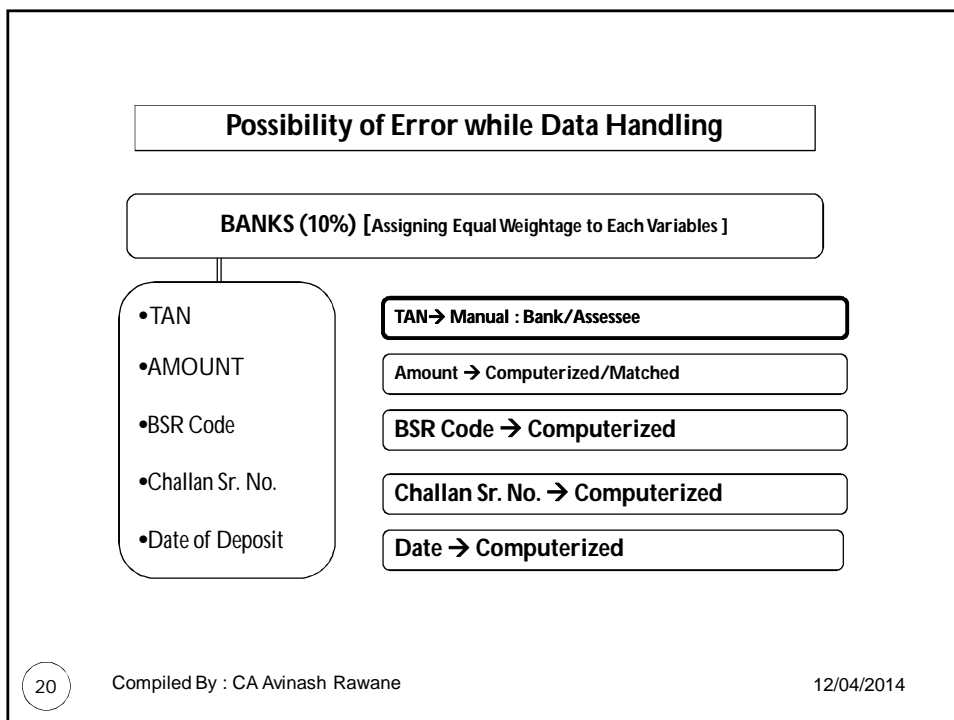 Possibility of Error while Data Handling
BANKS (10%) [Assigning Equal Weightage to Each Variables ]
•TAN
TAN→ Manual : Bank/Assessee
•AMOUNT
Amount → Computerized/Matched
•BSR Code
BSR Code → Computerized
•Challan Sr. No.
Challan Sr. No. → Computerized
•Date of Deposit
Date → Computerized
20
Compiled By : CA Avinash Rawane
12/04/2014